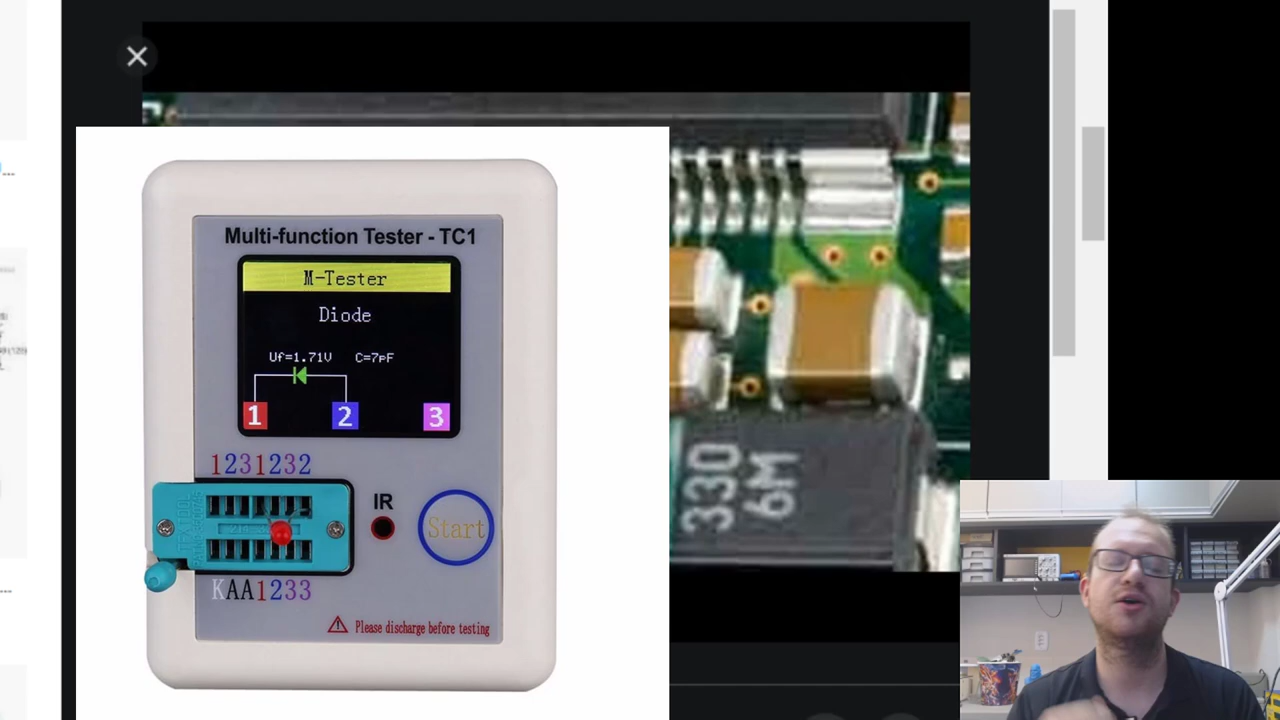 Multi-function Tester - TC1
M-Tester
Diode
Uf=1.71V C=7pF
1 2 3
1231232
IR
Start
KAA1233
Please discharge before testing
330
6M